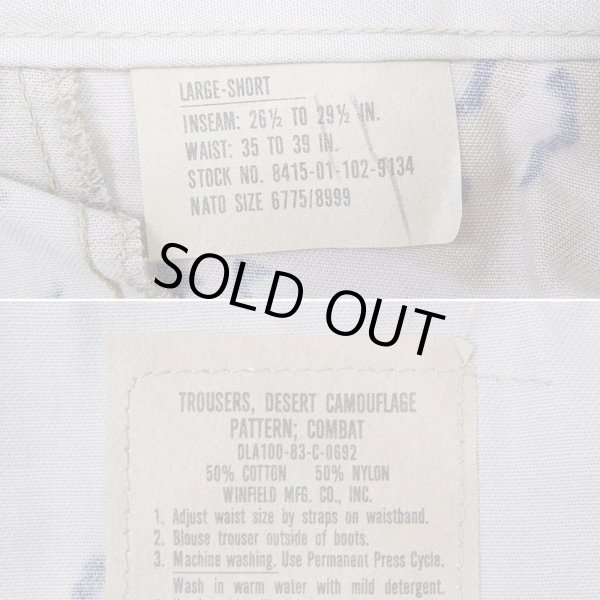 LARGE-SHORT
INSEAM: 26½ TO 29½ IN.
WAIST: 35 TO 39 IN.
STOCK NO. 8415-01-102-9134
NATO SIZE 6775/8999
SOLD OUT
TROUSERS, DESERT CAMOUFLAGE
PATTERN; COMBAT
DLA100-83-C-0692
50% COTTON 50% NYLON
WINFIELD MFG. CO., INC.
1. Adjust waist size by straps on waistband.
2. Blouse trouser outside of boots.
3. Machine washing. Use Permanent Press Cycle.
Wash in warm water with mild detergent.